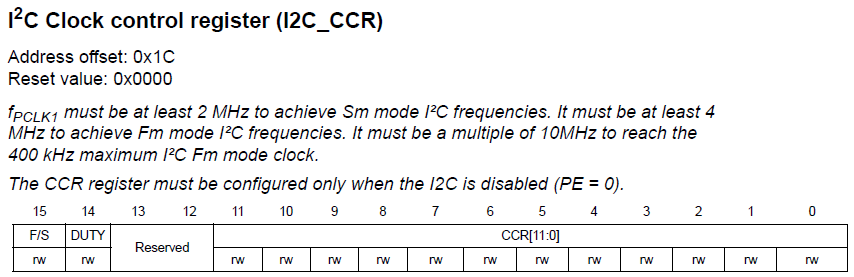 I²C Clock control register (I2C_CCR)
Address offset: 0x1C
Reset value: 0x0000
fPCLK1 must be at least 2 MHz to achieve Sm mode I²C frequencies. It must be at least 4
MHz to achieve Fm mode I²C frequencies. It must be a multiple of 10MHz to reach the
400 kHz maximum I²C Fm mode clock.
The CCR register must be configured only when the I2C is disabled (PE = 0).
15 14 13 12 11 10 9 8 7 6 5 4 3 2 1 0
F/S DUTY Reserved CCR[11:0]
rw rw rw rw rw rw rw rw rw rw rw rw rw rw